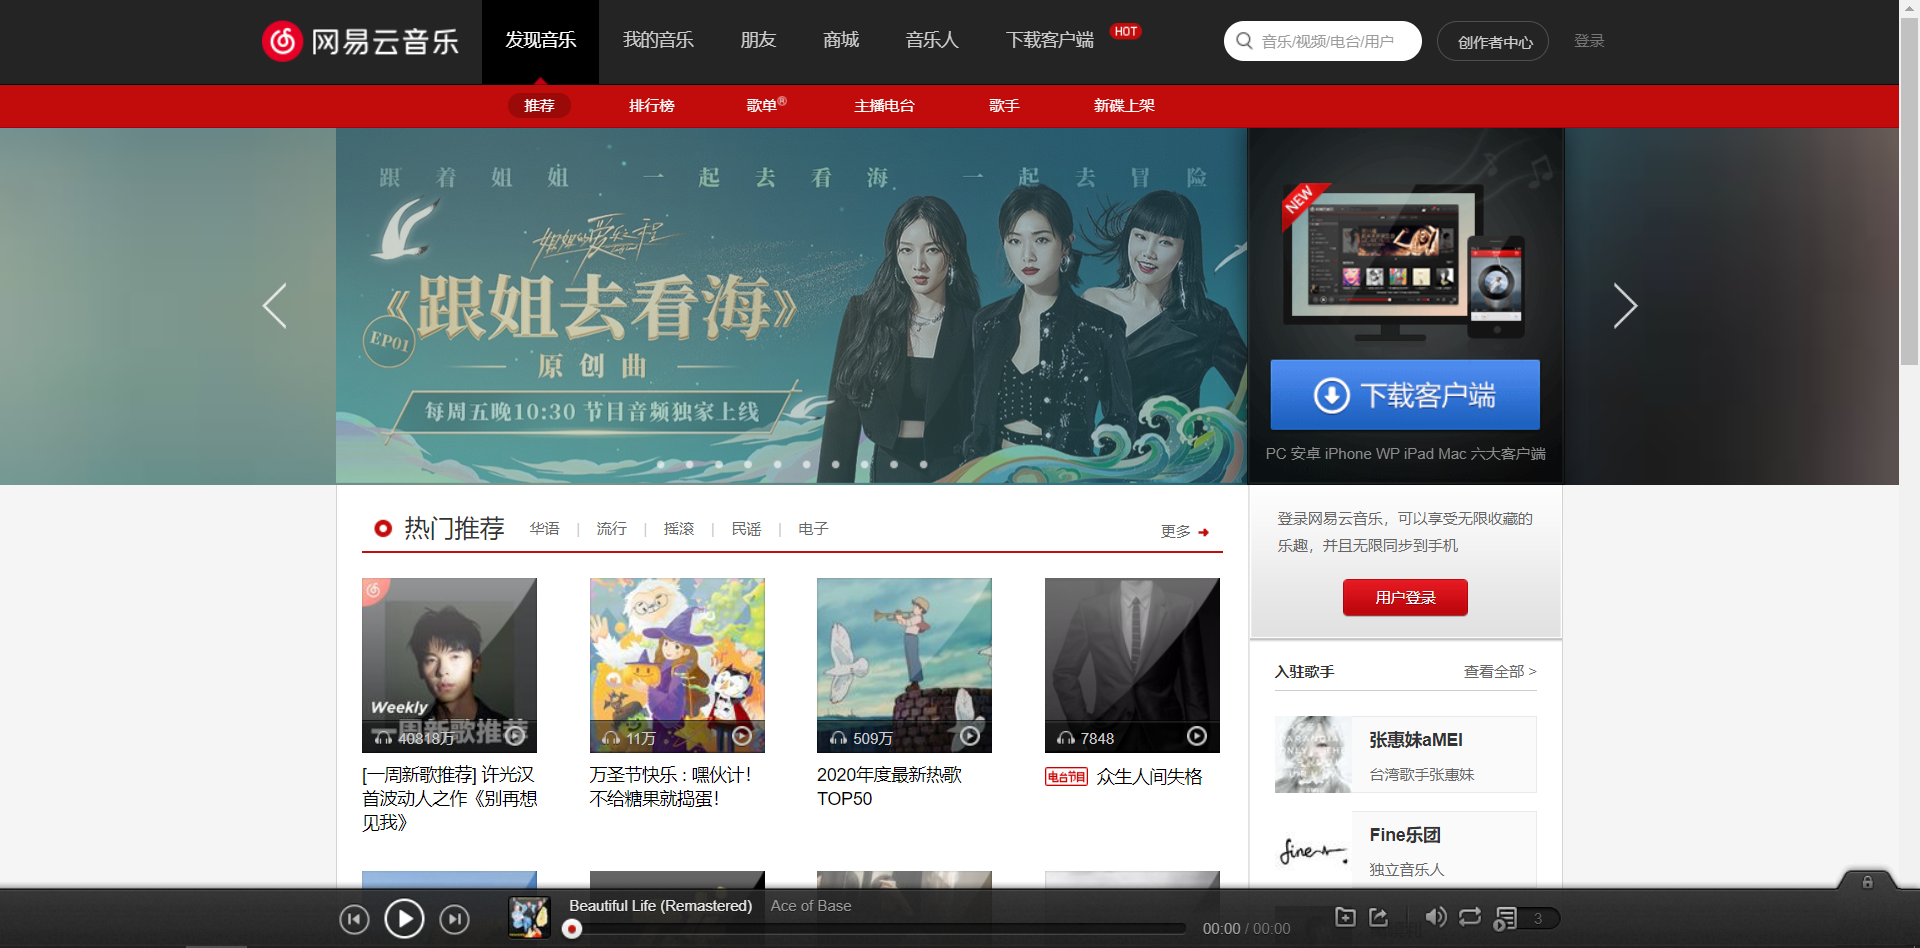 网易云音乐
发现音乐
我的音乐
朋友
商城
音乐人
下载客户端
HOT
音乐/视频/电台/用户
创作者中心
登录
推荐
排行榜
歌单®
主播电台
歌手
新碟上架
跟着姐姐 一起去看海 一起去冒险
姐姐的爱乐之程
《跟姐去看海》
EP01
原创曲
每周五晚10:30 节目音频独家上线
NEW
下载客户端
PC 安卓 iPhone WP iPad Mac 六大客户端
热门推荐
华语 | 流行 | 摇滚 | 民谣 | 电子
更多
Weekly
一周新歌推荐
40818万
11万
509万
7848
[一周新歌推荐] 许光汉
首波动人之作《别再想
见我》
万圣节快乐 : 嘿伙计!
不给糖果就捣蛋!
2020年度最新热歌
TOP50
电台节目 众生人间失格
登录网易云音乐，可以享受无限收藏的
乐趣，并且无限同步到手机
用户登录
入驻歌手
查看全部 >
张惠妹aMEI
台湾歌手张惠妹
fine
Fine乐团
独立音乐人
Beautiful Life (Remastered) Ace of Base
00:00 / 00:00
3